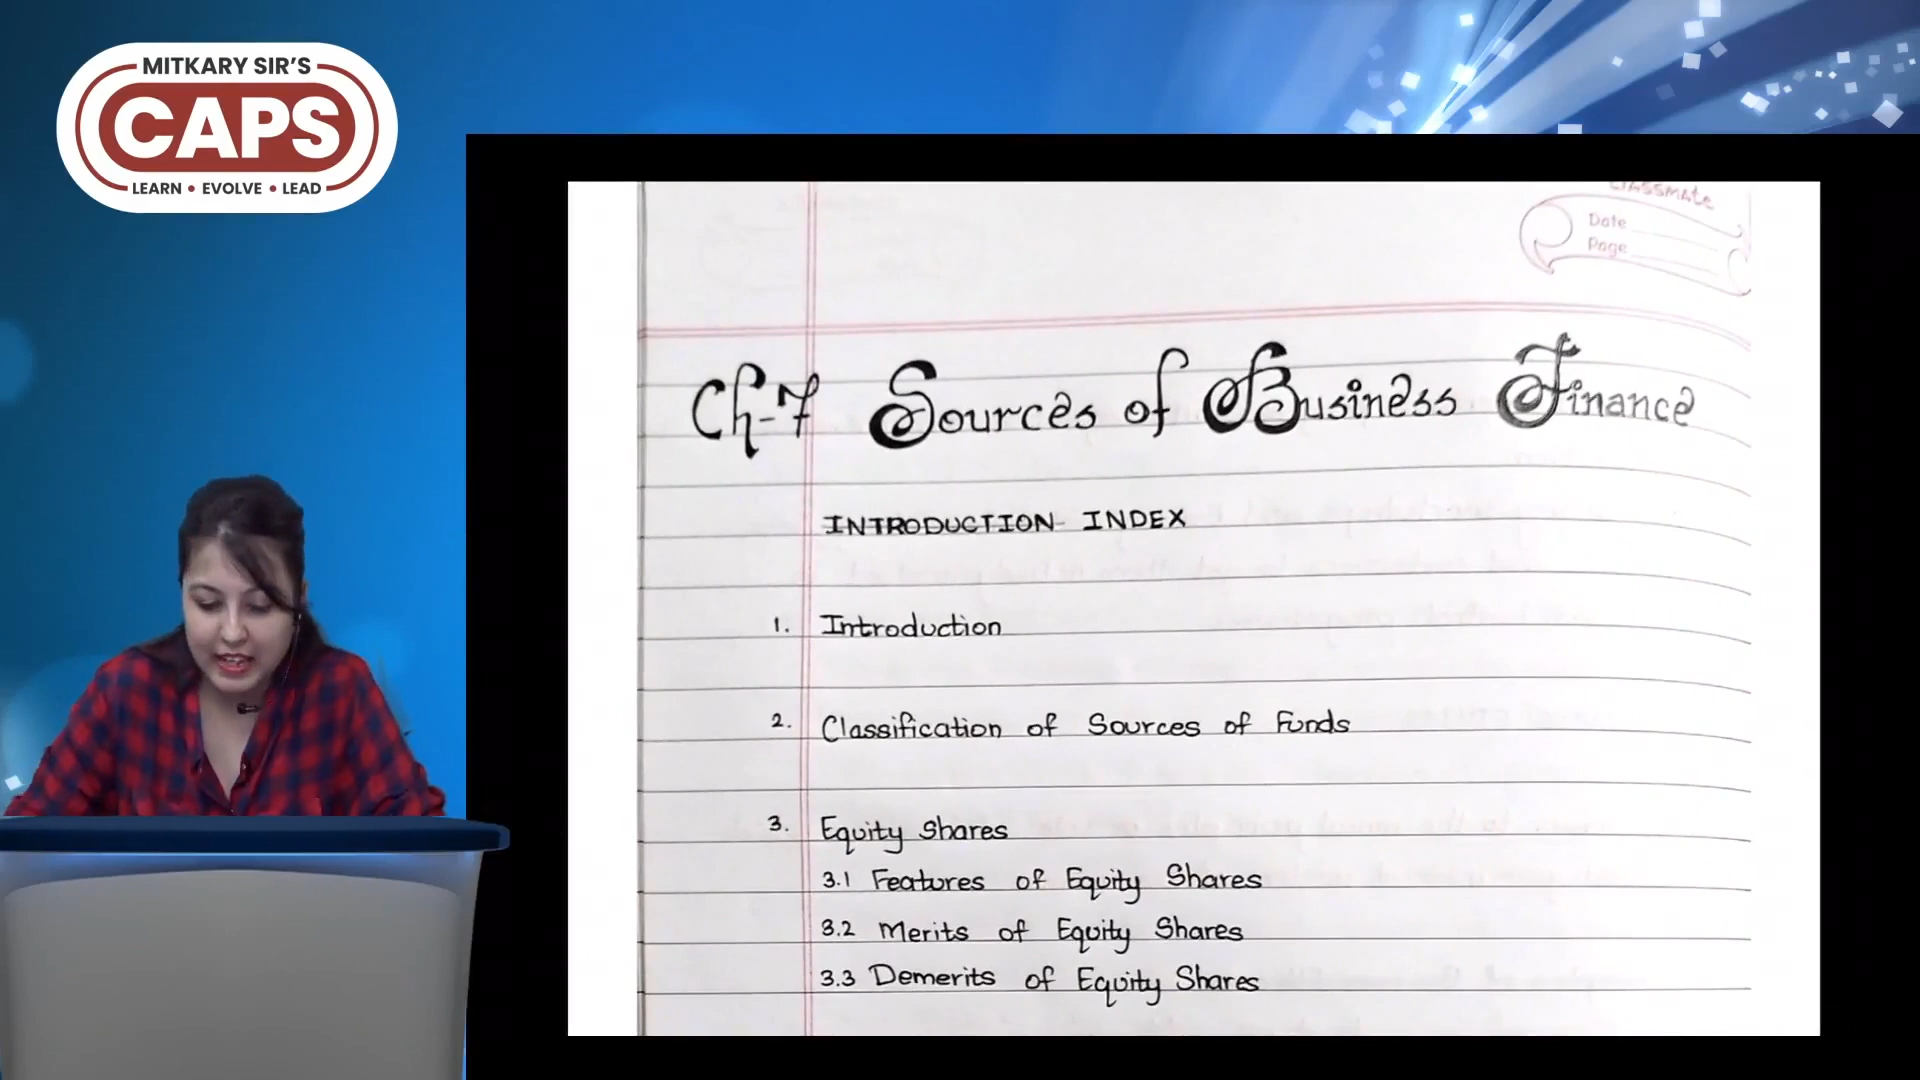 MITKARY SIR'S
CAPS
LEARN • EVOLVE • LEAD
classmate
Date
Page
Ch-7 Sources of Business Finance
INTRODUCTION INDEX
1. Introduction
2. Classification of Sources of Funds
3. Equity Shares
3.1 Features of Equity Shares
3.2 Merits of Equity Shares
3.3 Demerits of Equity Shares